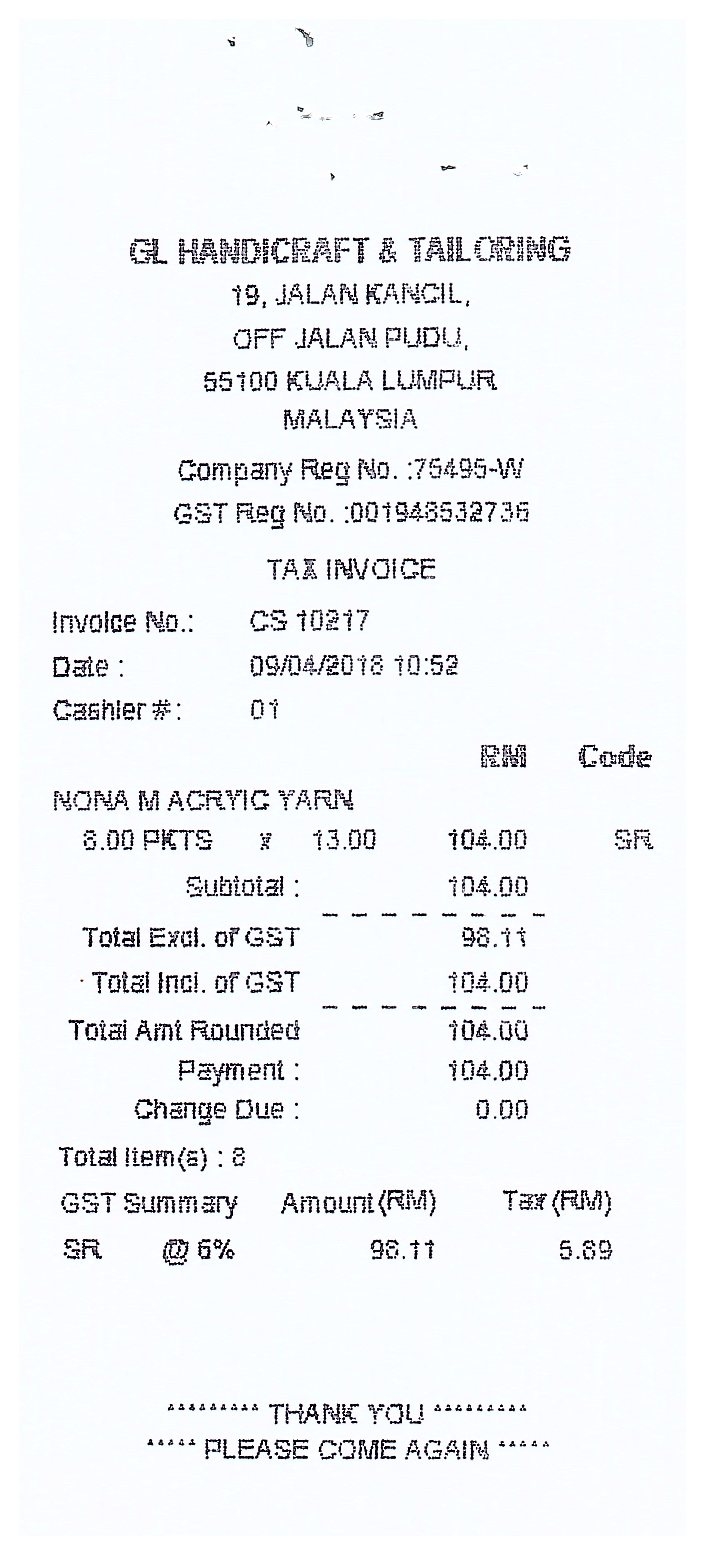 GL HANDICRAFT & TAILORING
19, JALAN KANCIL,
OFF JALAN PUDU,
55100 KUALA LUMPUR
MALAYSIA
Company Reg No. :75495-W
GST Reg No. :001948532736
TAX INVOICE
Invoice No.: CS 10217
Date : 09/04/2018 10:52
Cashier #: 01
RM Code
NONA M ACRYIC YARN
8.00 PKTS x 13.00 104.00 SR
Subtotal : 104.00
Total Excl. of GST 98.11
Total Incl. of GST 104.00
Total Amt Rounded 104.00
Payment : 104.00
Change Due : 0.00
Total Item(s) : 8
GST Summary Amount(RM) Tax (RM)
SR @ 6% 98.11 5.89
********* THANK YOU *********
***** PLEASE COME AGAIN *****